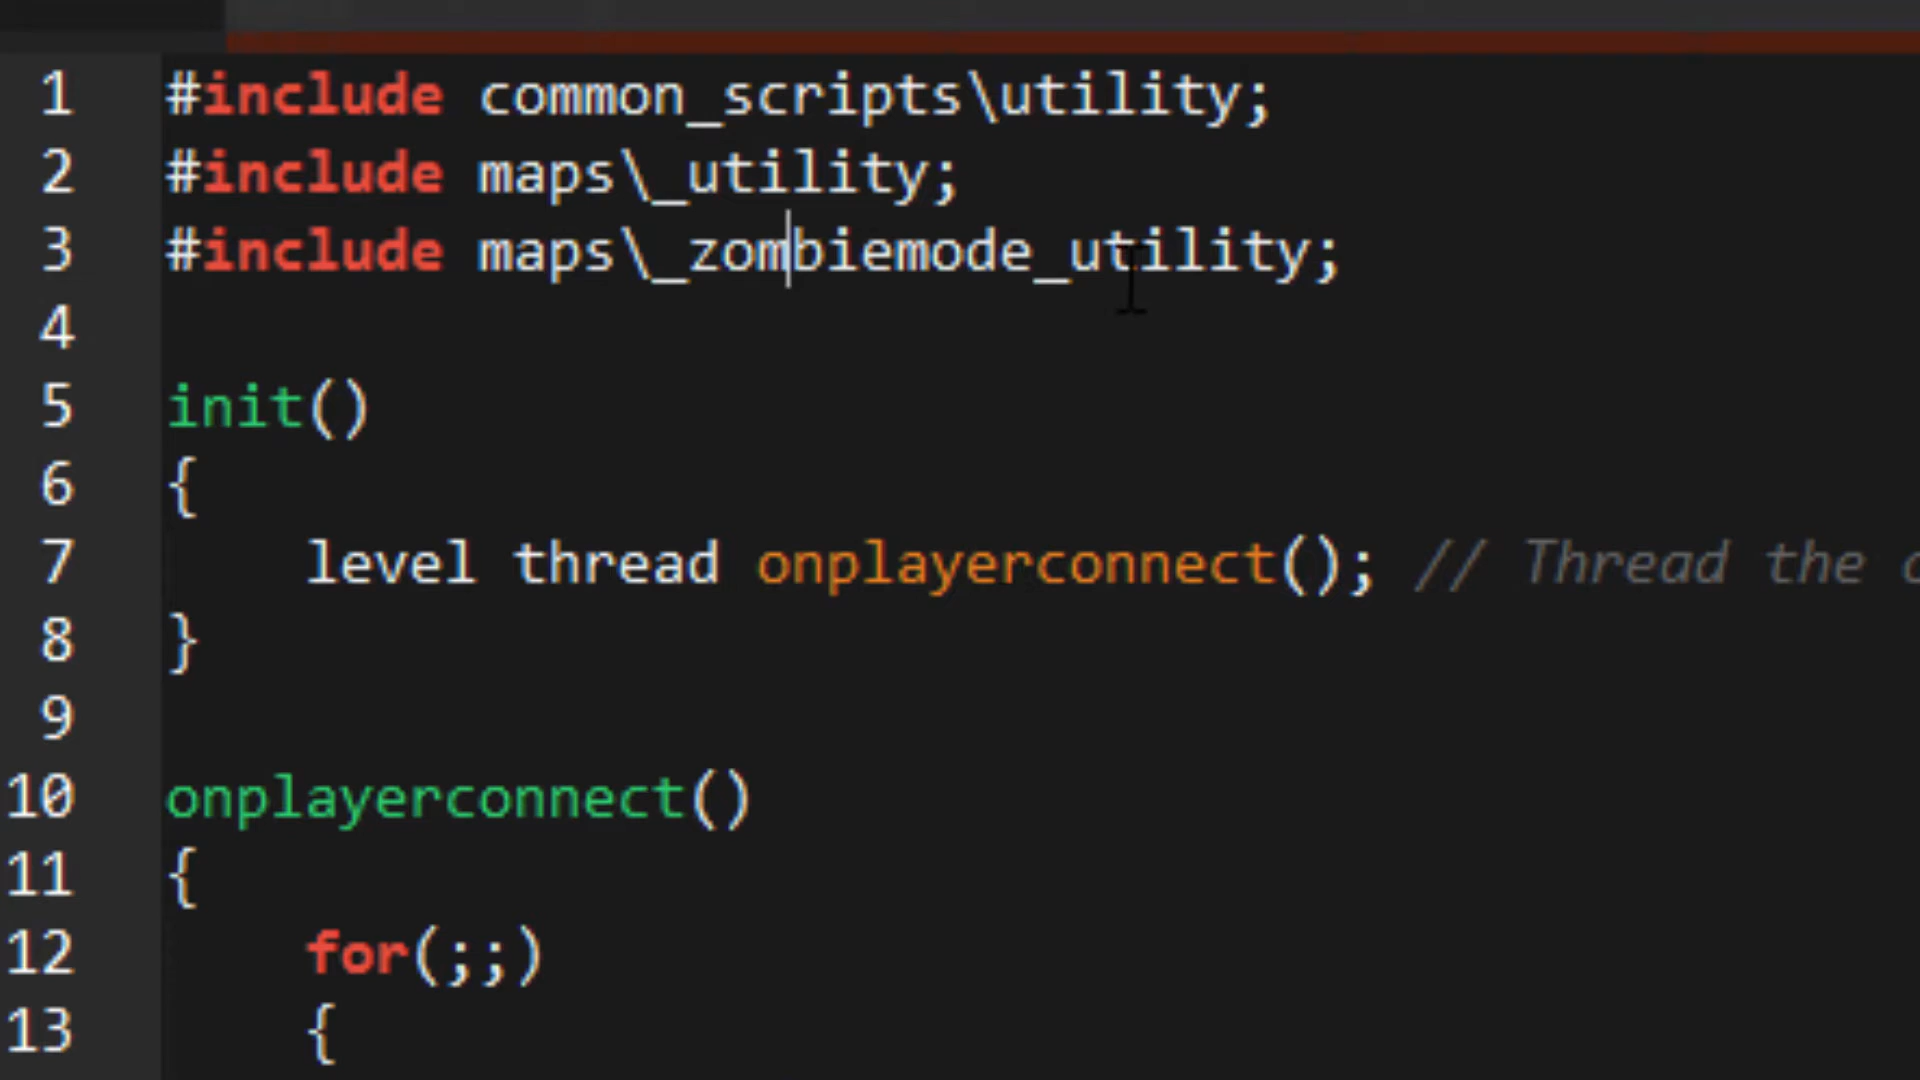 1 #include common_scripts\utility;
2 #include maps\_utility;
3 #include maps\_zombiemode_utility;
4
5 init()
6 {
7 level thread onplayerconnect(); // Thread the
8 }
9
10 onplayerconnect()
11 {
12 for(;;)
13 {